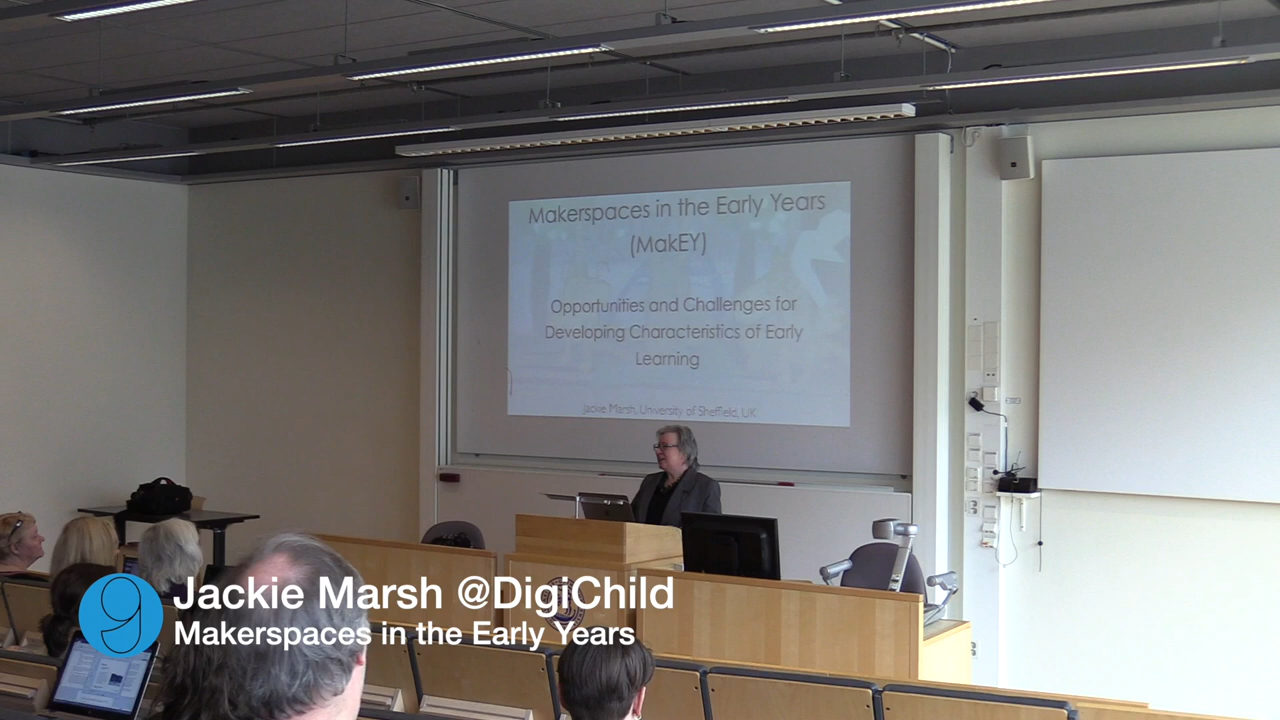 Makerspaces in the Early Years
(MakEY)
Opportunities and Challenges for
Developing Characteristics of Early
Learning
Jackie Marsh, University of Sheffield, UK
Jackie Marsh @DigiChild
Makerspaces in the Early Years